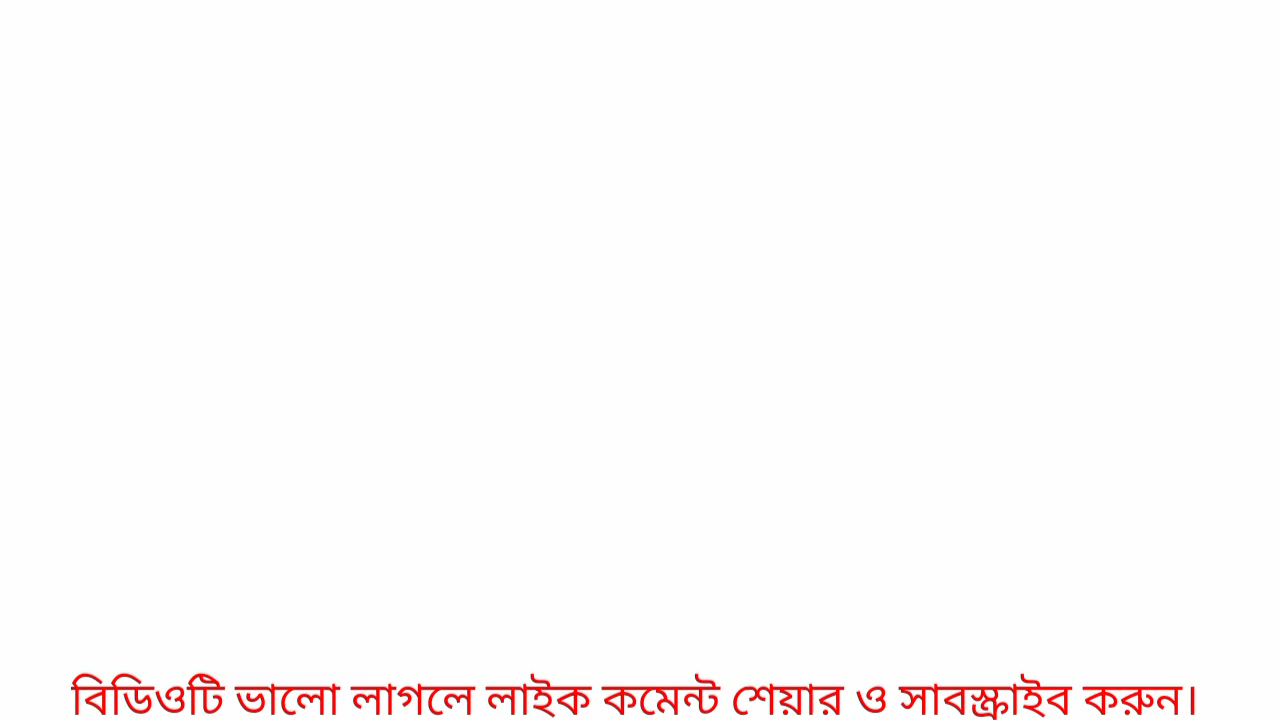 বিডিওটি ভালো লাগলে লাইক কমেন্ট শেয়ার ও সাবস্ক্রাইব করুন।